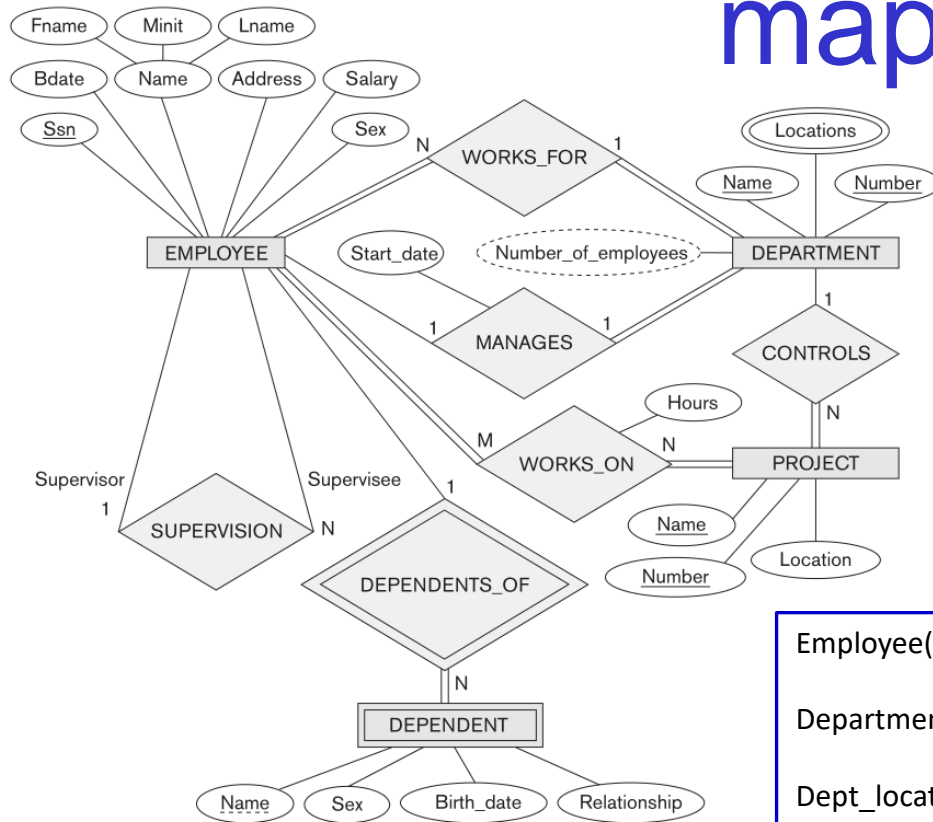 map
Fname Minit Lname
Bdate Name Address Salary
Ssn Sex
Locations
N WORKS_FOR 1
Name Number
EMPLOYEE Start_date Number_of_employees DEPARTMENT
1 MANAGES 1
1
CONTROLS
N
Hours
M WORKS_ON N PROJECT
Supervisor Supervisee
1 SUPERVISION N
1
Name
Location
Number
DEPENDENTS_OF
N
DEPENDENT
Name Sex Birth_date Relationship
Employee(
Departmen
Dept_locat